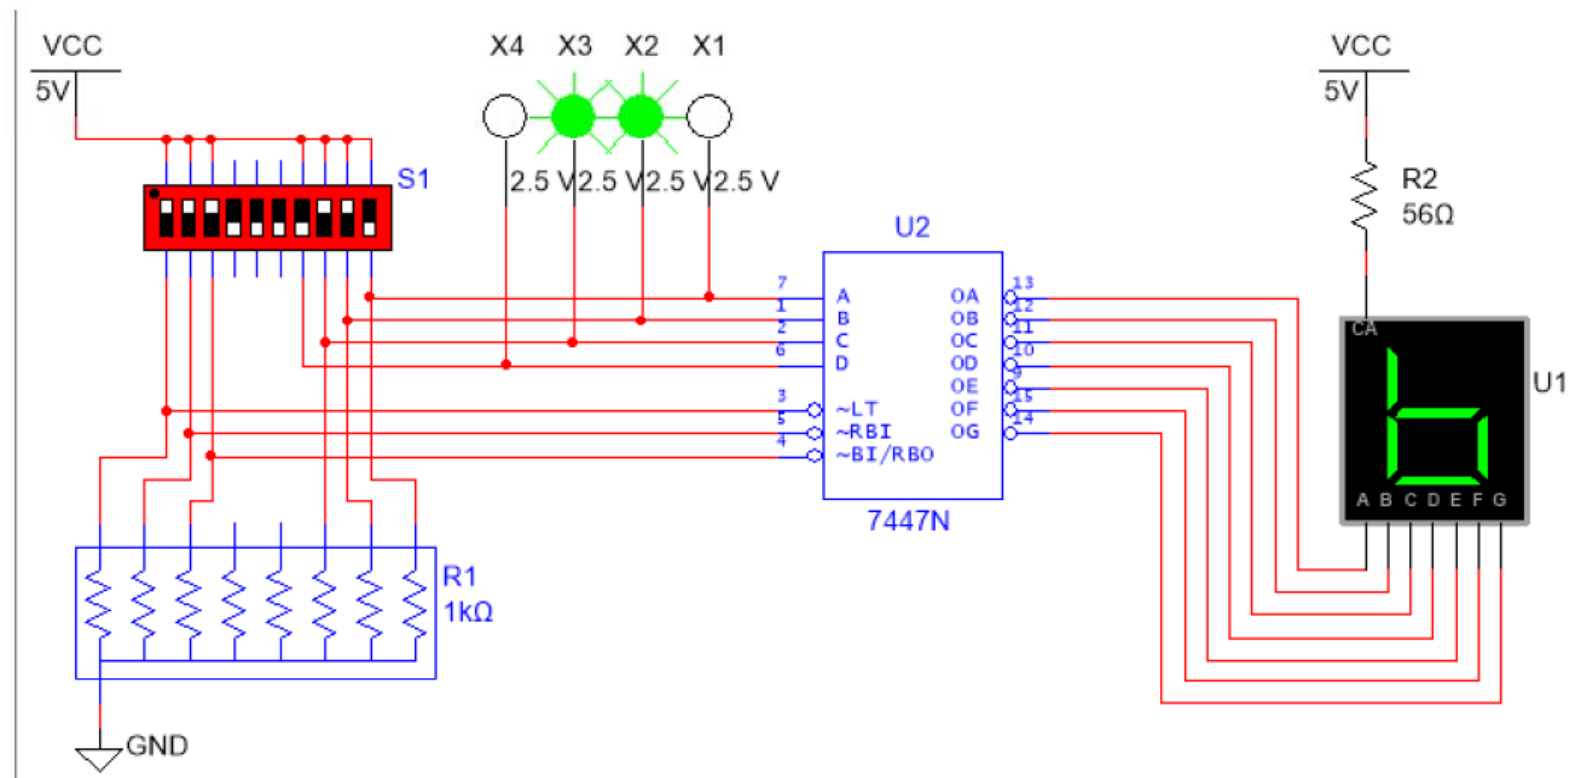 VCC
5V
X4 X3 X2 X1
2.5 V 2.5 V 2.5 V 2.5 V
S1
VCC
5V
R2
56Ω
U2
7 A OA 13
1 B OB 12
2 C OC 11
6 D OD 10
OE 9
3 ~LT OF 15
5 ~RBI OG 14
4 ~BI/RBO
7447N
CA
U1
A B C D E F G
R1
1kΩ
GND